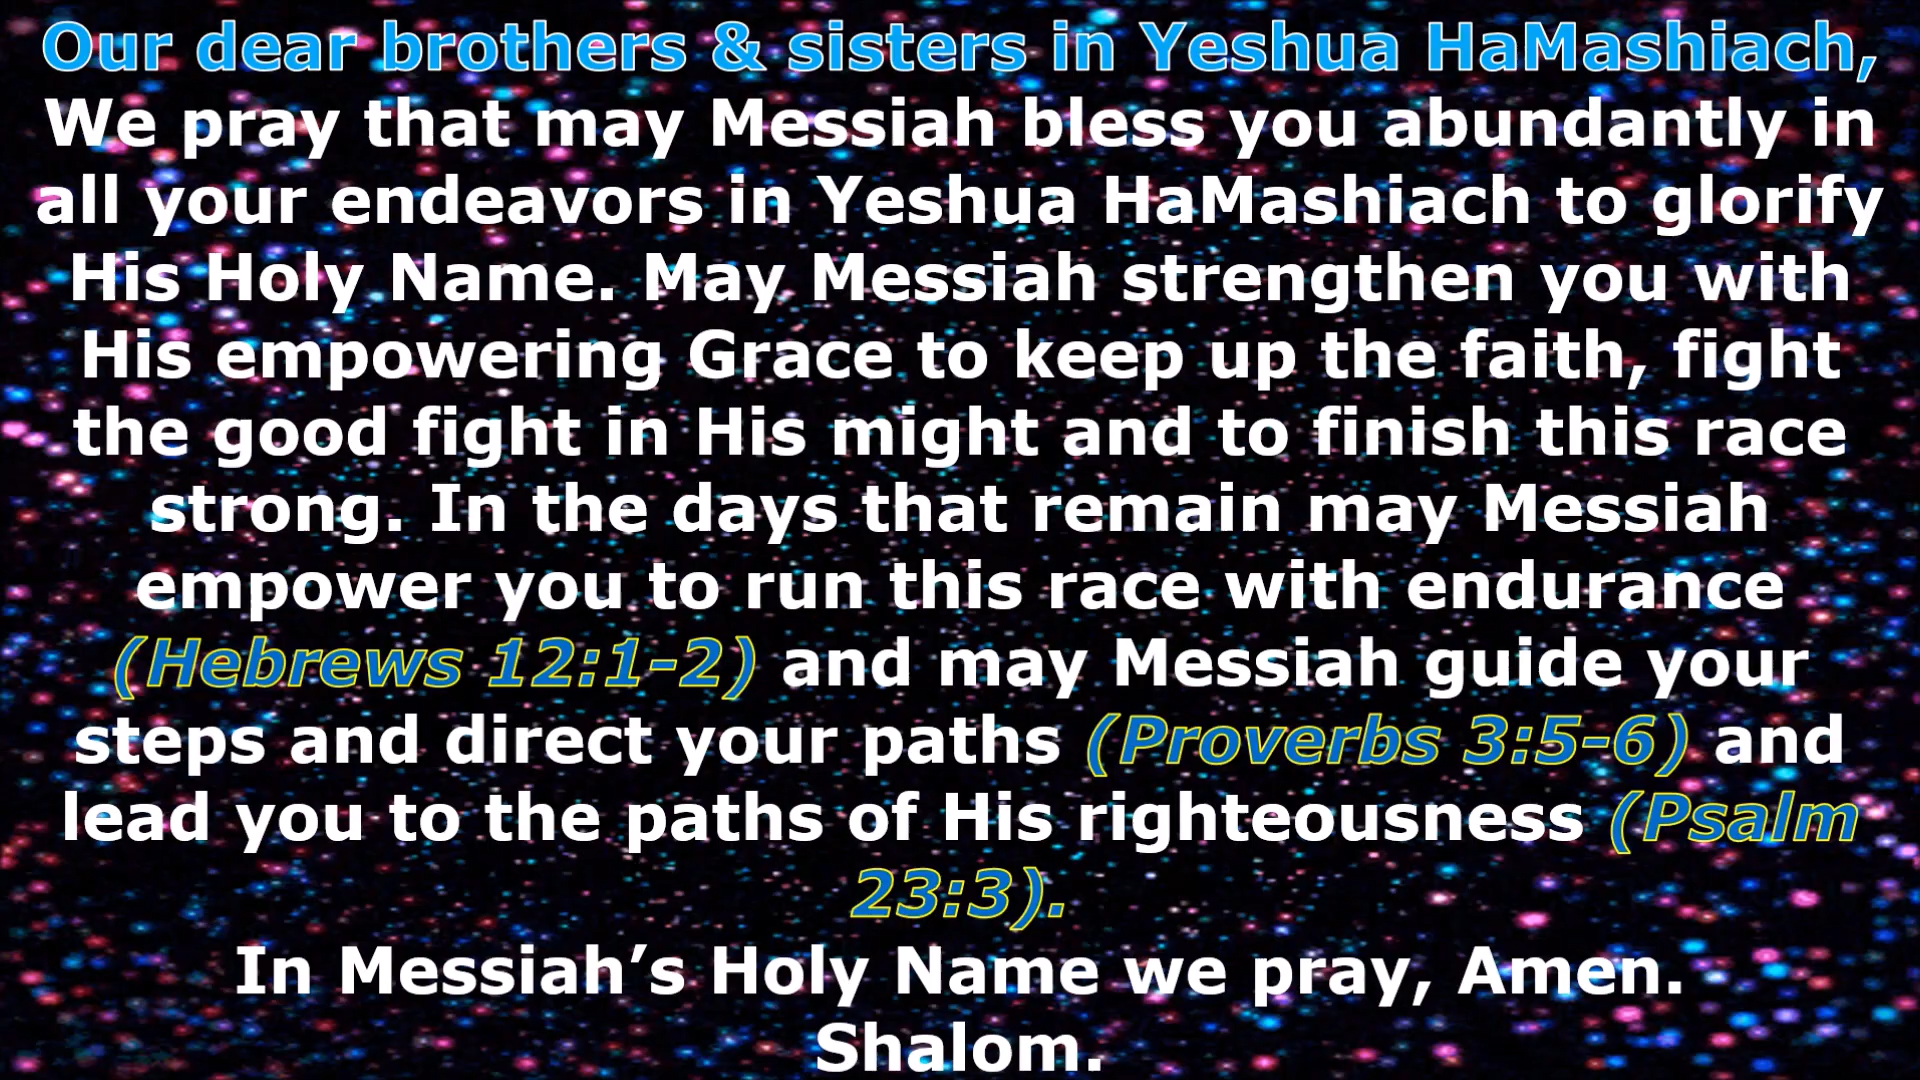 Our dear brothers & sisters in Yeshua HaMashiach,
We pray that may Messiah bless you abundantly in
all your endeavors in Yeshua HaMashiach to glorify
His Holy Name. May Messiah strengthen you with
His empowering Grace to keep up the faith, fight
the good fight in His might and to finish this race
strong. In the days that remain may Messiah
empower you to run this race with endurance
(Hebrews 12:1-2) and may Messiah guide your
steps and direct your paths (Proverbs 3:5-6) and
lead you to the paths of His righteousness (Psalm
23:3).
In Messiah’s Holy Name we pray, Amen.
Shalom.